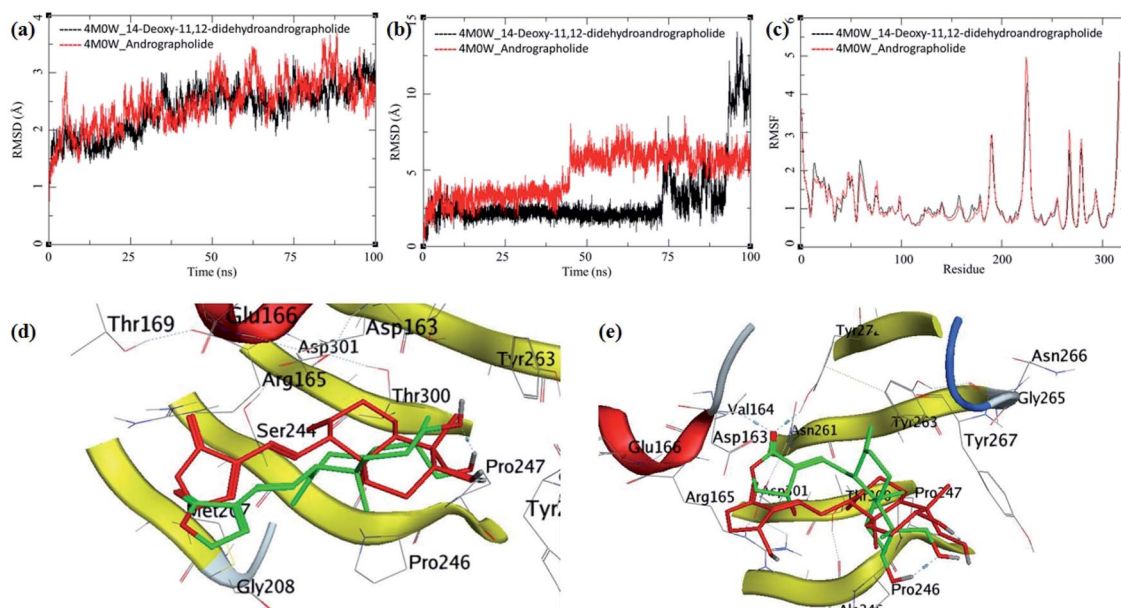 (a)
4M0W_14-Deoxy-11,12-didehydroandrographolide
4M0W_Andrographolide
RMSD (Å)
0 1 2 3 4
0 25 50 75 100
Time (ns)
(b)
4M0W_14-Deoxy-11,12-didehydroandrographolide
4M0W_Andrographolide
RMSD (Å)
0 5 10 15
0 25 50 75 100
Time (ns)
(c)
4M0W_14-Deoxy-11,12-didehydroandrographolide
4M0W_Andrographolide
RMSF
0 1 2 3 4 5 6
0 100 200 300
Residue
(d)
Thr169
Glu166
Asp163
Asp301
Tyr263
Arg165
Thr300
Ser244
Pro247
Pro246
Gly208
(e)
Asn266
Gly265
Val164
Tyr263
Asn261
Asp163
Tyr267
Glu166
Arg165
Asp301
Thr300
Pro247
Pro246